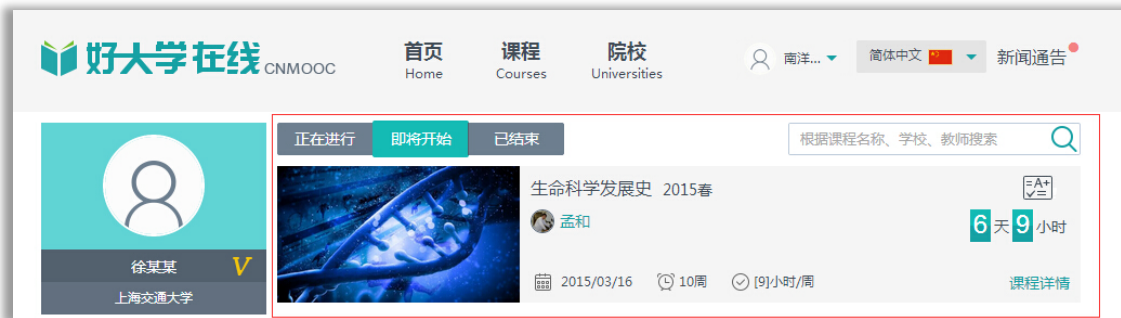 好大学在线 CNMOOC
首页 课程 院校
Home Courses Universities
南洋... 简体中文 新闻通告
正在进行 即将开始 已结束
根据课程名称、学校、教师搜索
生命科学发展史 2015春
A+
孟和
6 天 9 小时
2015/03/16 10周 [9]小时/周 课程详情
徐某某 V
上海交通大学